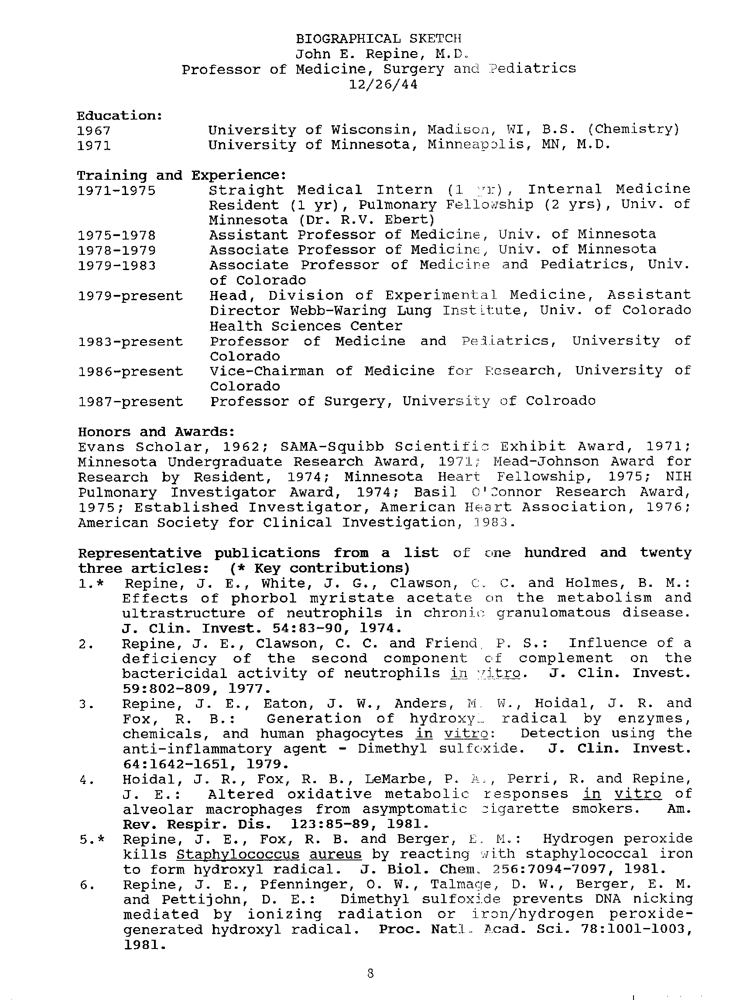 BIOGRAPHICAL SKETCH
John E. Repine, M.D.
Professor of Medicine, Surgery and Pediatrics
12/26/44
Education:
1967 University of Wisconsin, Madison, WI, B.S. (Chemistry)
1971 University of Minnesota, Minneapolis, MN, M.D.
Training and Experience:
1971-1975 Straight Medical Intern (1 yr), Internal Medicine
Resident (1 yr), Pulmonary Fellowship (2 yrs), Univ. of
Minnesota (Dr. R.V. Ebert)
1975-1978 Assistant Professor of Medicine, Univ. of Minnesota
1978-1979 Associate Professor of Medicine, Univ. of Minnesota
1979-1983 Associate Professor of Medicine and Pediatrics, Univ.
of Colorado
1979-present Head, Division of Experimental Medicine, Assistant
Director Webb-Waring Lung Institute, Univ. of Colorado
Health Sciences Center
1983-present Professor of Medicine and Pediatrics, University of
Colorado
1986-present Vice-Chairman of Medicine for Research, University of
Colorado
1987-present Professor of Surgery, University of Colroado
Honors and Awards:
Evans Scholar, 1962; SAMA-Squibb Scientific Exhibit Award, 1971;
Minnesota Undergraduate Research Award, 1971; Mead-Johnson Award for
Research by Resident, 1974; Minnesota Heart Fellowship, 1975; NIH
Pulmonary Investigator Award, 1974; Basil O'Connor Research Award,
1975; Established Investigator, American Heart Association, 1976;
American Society for Clinical Investigation, 1983.
Representative publications from a list of one hundred and twenty
three articles: (* Key contributions)
1.* Repine, J. E., White, J. G., Clawson, C. C. and Holmes, B. M.:
Effects of phorbol myristate acetate on the metabolism and
ultrastructure of neutrophils in chronic granulomatous disease.
J. Clin. Invest. 54:83-90, 1974.
2. Repine, J. E., Clawson, C. C. and Friend, P. S.: Influence of a
deficiency of the second component of complement on the
bactericidal activity of neutrophils in vitro. J. Clin. Invest.
59:802-809, 1977.
3. Repine, J. E., Eaton, J. W., Anders, M. W., Hoidal, J. R. and
Fox, R. B.: Generation of hydroxyl radical by enzymes,
chemicals, and human phagocytes in vitro: Detection using the
anti-inflammatory agent - Dimethyl sulfoxide. J. Clin. Invest.
64:1642-1651, 1979.
4. Hoidal, J. R., Fox, R. B., LeMarbe, P. A., Perri, R. and Repine,
J. E.: Altered oxidative metabolic responses in vitro of
alveolar macrophages from asymptomatic cigarette smokers. Am.
Rev. Respir. Dis. 123:85-89, 1981.
5.* Repine, J. E., Fox, R. B. and Berger, E. M.: Hydrogen peroxide
kills Staphylococcus aureus by reacting with staphylococcal iron
to form hydroxyl radical. J. Biol. Chem. 256:7094-7097, 1981.
6. Repine, J. E., Pfenninger, O. W., Talmage, D. W., Berger, E. M.
and Pettijohn, D. E.: Dimethyl sulfoxide prevents DNA nicking
mediated by ionizing radiation or iron/hydrogen peroxide-
generated hydroxyl radical. Proc. Natl. Acad. Sci. 78:1001-1003,
1981.
8